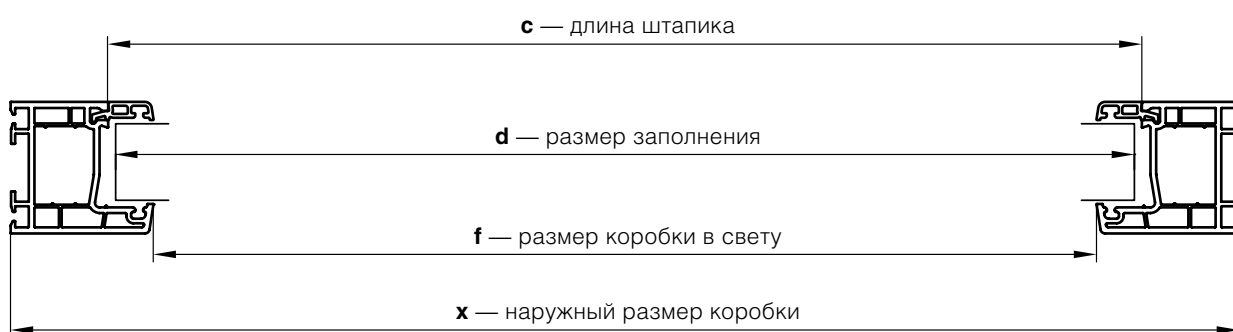 c — длина штапика
d — размер заполнения
f — размер коробки в свету
x — наружный размер коробки